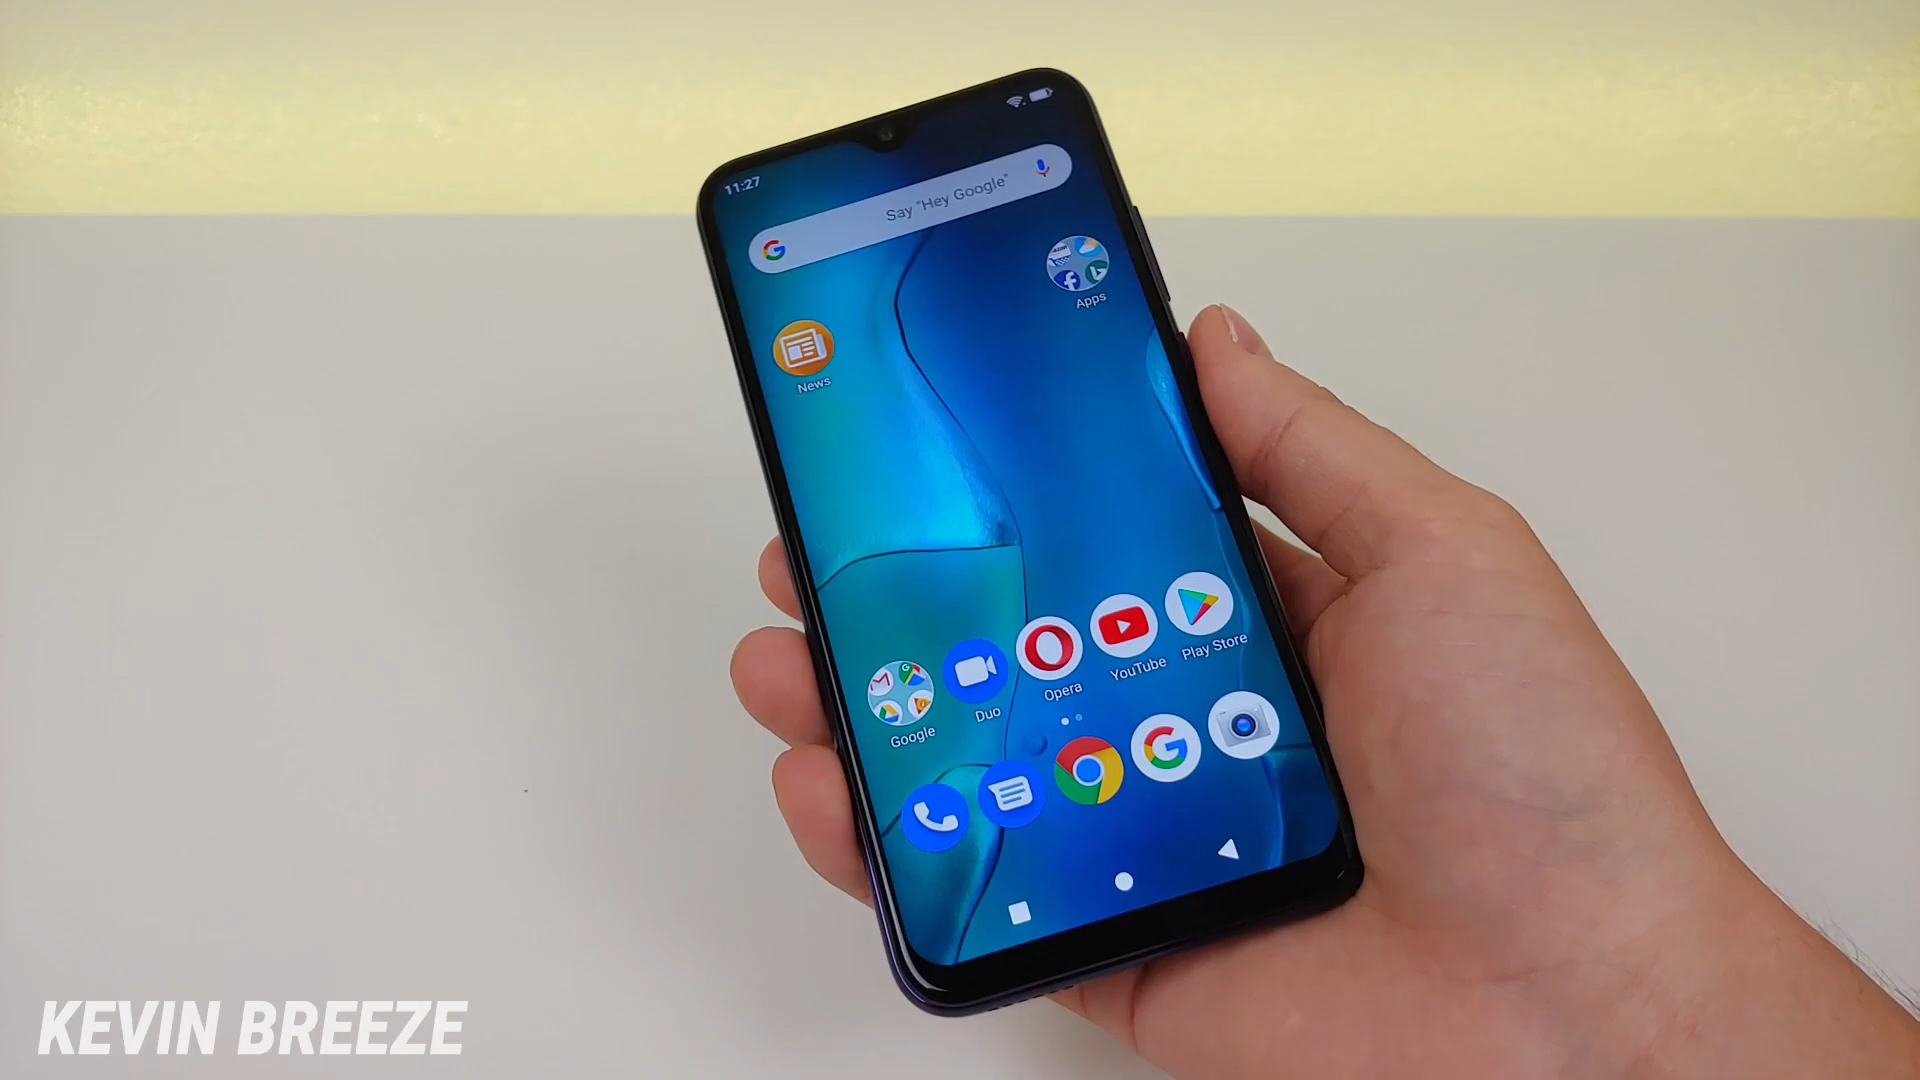 11:27
Say "Hey Google"
Apps
News
Google
Duo
Opera
YouTube
Play Store
KEVIN BREEZE